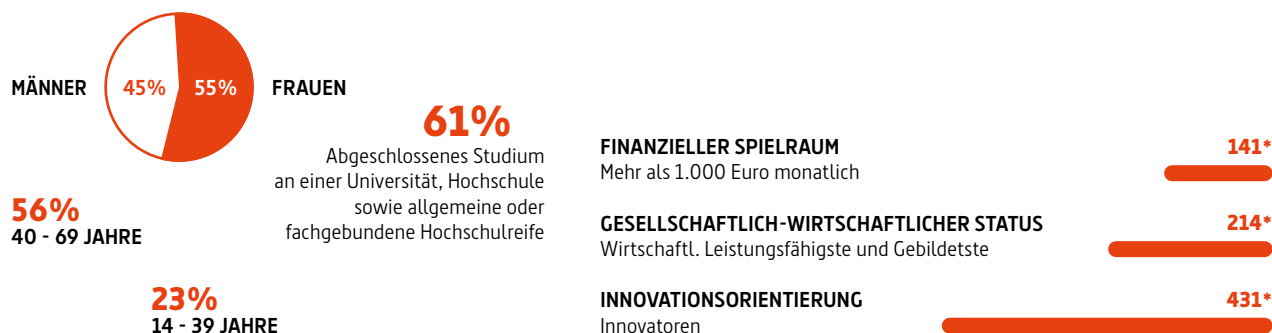 MÄNNER
45%
55%
FRAUEN
61%
Abgeschlossenes Studium
an einer Universität, Hochschule
sowie allgemeine oder
fachgebundene Hochschulreife
56%
40 - 69 JAHRE
23%
14 - 39 JAHRE
FINANZIELLER SPIELRAUM 141*
Mehr als 1.000 Euro monatlich
GESELLSCHAFTLICH-WIRTSCHAFTLICHER STATUS 214*
Wirtschaftl. Leistungsfähigste und Gebildetste
INNOVATIONSORIENTIERUNG 431*
Innovatoren